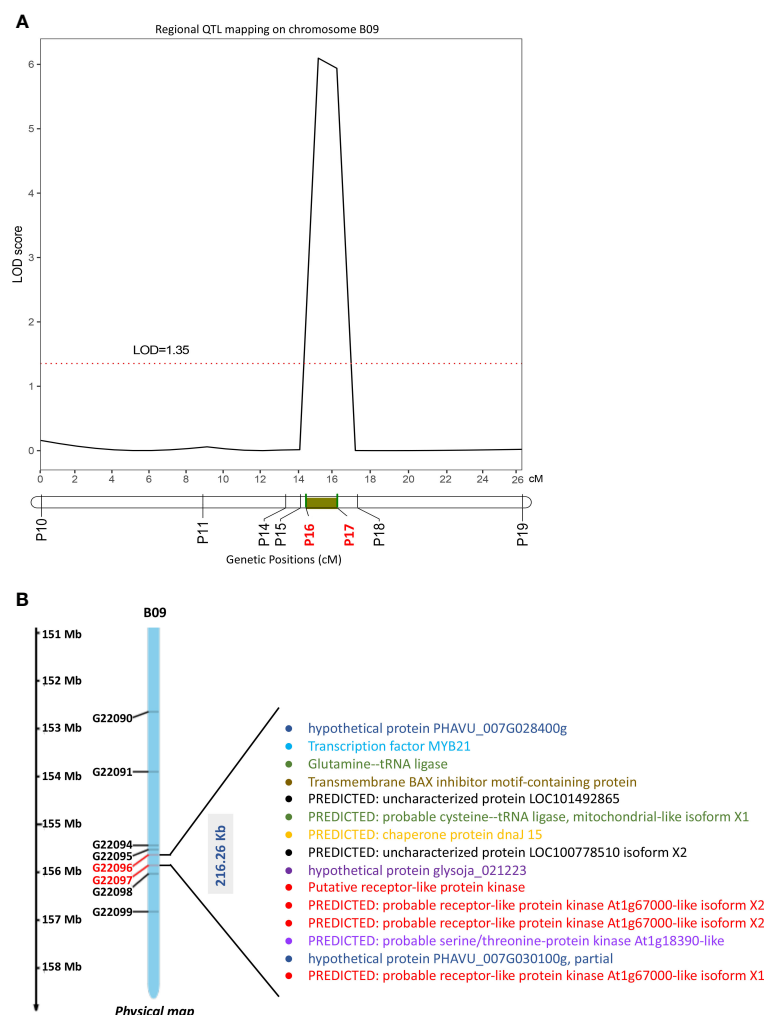 A
Regional QTL mapping on chromosome B09
6
5
4
3
2
1
0
LOD score
LOD=1.35
0 2 4 6 8 10 12 14 16 18 20 22 24 26 cM
P10 P11 P14 P15 P16 P17 P18 P19
Genetic Positions (cM)
B
B09
151 Mb
152 Mb
G22090
153 Mb
G22091
154 Mb
155 Mb
G22094
G22095
G22096
156 Mb
G22097
G22098
G22099
157 Mb
158 Mb
Physical map
216.26 Kb
hypothetical protein PHAVU_007G028400g
Transcription factor MYB21
Glutamine--tRNA ligase
Transmembrane BAX inhibitor motif-containing protein
PREDICTED: uncharacterized protein LOC101492865
PREDICTED: probable cysteine--tRNA ligase, mitochondrial-like isoform X1
PREDICTED: chaperone protein dnaJ 15
PREDICTED: uncharacterized protein LOC100778510 isoform X2
hypothetical protein glysoja_021223
Putative receptor-like protein kinase
PREDICTED: probable receptor-like protein kinase At1g67000-like isoform X2
PREDICTED: probable receptor-like protein kinase At1g67000-like isoform X2
PREDICTED: probable serine/threonine-protein kinase At1g18390-like
hypothetical protein PHAVU_007G030100g, partial
PREDICTED: probable receptor-like protein kinase At1g67000-like isoform X1